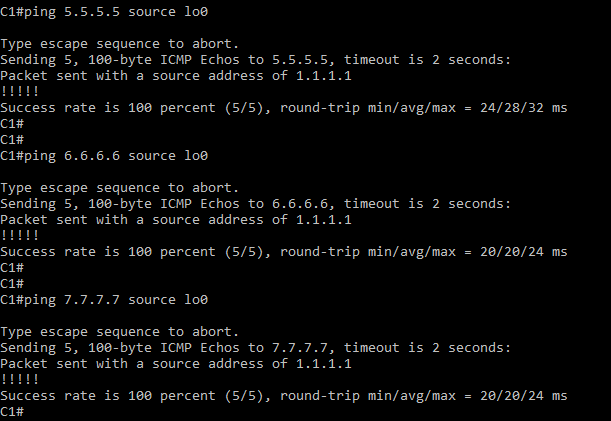 C1#ping 5.5.5.5 source lo0
Type escape sequence to abort.
Sending 5, 100-byte ICMP Echos to 5.5.5.5, timeout is 2 seconds:
Packet sent with a source address of 1.1.1.1
!!!!!
Success rate is 100 percent (5/5), round-trip min/avg/max = 24/28/32 ms
C1#
C1#
C1#ping 6.6.6.6 source lo0
Type escape sequence to abort.
Sending 5, 100-byte ICMP Echos to 6.6.6.6, timeout is 2 seconds:
Packet sent with a source address of 1.1.1.1
!!!!!
Success rate is 100 percent (5/5), round-trip min/avg/max = 20/20/24 ms
C1#
C1#
C1#ping 7.7.7.7 source lo0
Type escape sequence to abort.
Sending 5, 100-byte ICMP Echos to 7.7.7.7, timeout is 2 seconds:
Packet sent with a source address of 1.1.1.1
!!!!!
Success rate is 100 percent (5/5), round-trip min/avg/max = 20/20/24 ms
C1#